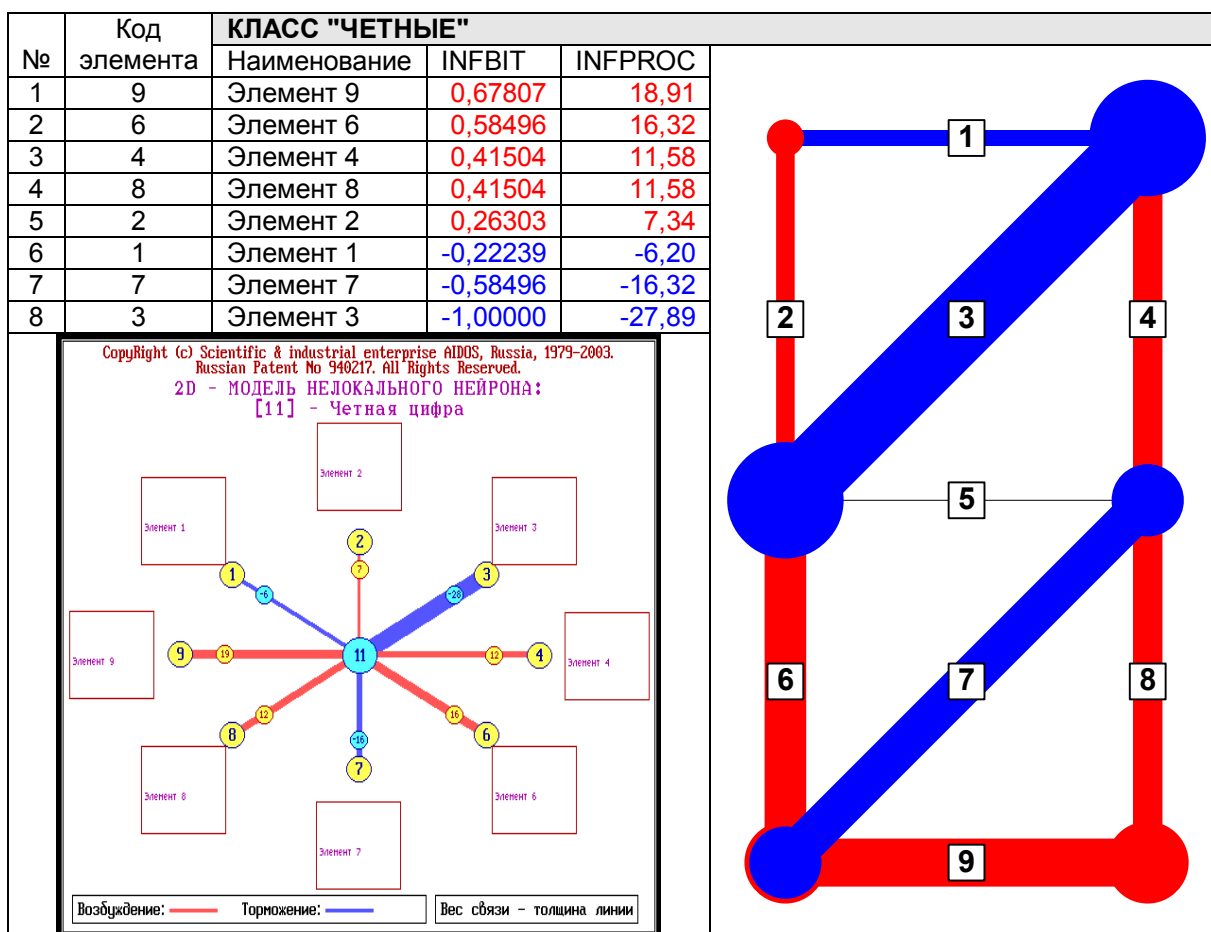 № Код элемента КЛАСС "ЧЕТНЫЕ"
Наименование INFBIT INFPROC
1 9 Элемент 9 0,67807 18,91
2 6 Элемент 6 0,58496 16,32
3 4 Элемент 4 0,41504 11,58
4 8 Элемент 8 0,41504 11,58
5 2 Элемент 2 0,26303 7,34
6 1 Элемент 1 -0,22239 -6,20
7 7 Элемент 7 -0,58496 -16,32
8 3 Элемент 3 -1,00000 -27,89
CopyRight (c) Scientific & industrial enterprise AIDOS, Russia, 1979-2003.
Russian Patent No 940217. All Rights Reserved.
2D - МОДЕЛЬ НЕЛОКАЛЬНОГО НЕЙРОНА:
[11] - Четная цифра
Элемент 2
Элемент 1
Элемент 3
2
7
1
3
-6
-28
Элемент 9
9
19
11
12
4
Элемент 4
12
16
8
-16
6
7
Элемент 8
Элемент 6
Элемент 7
Возбуждение:
Торможение:
Вес связи - толщина линии
1
2
3
4
5
6
7
8
9